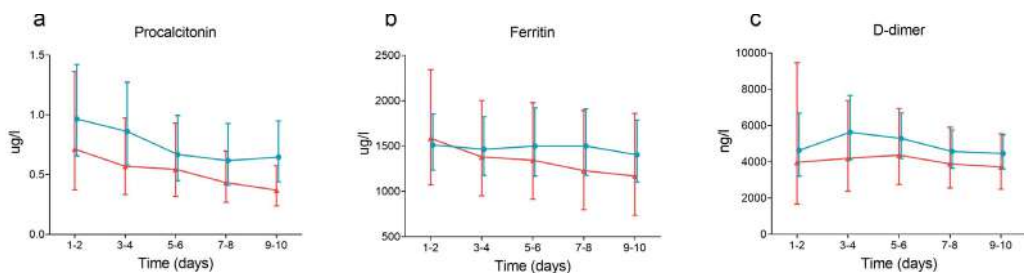 a
Procalcitonin
1.5
1.0
0.5
0.0
ug/l
1-2
3-4
5-6
7-8
9-10
Time (days)
b
Ferritin
2500
2000
1500
1000
500
ug/l
1-2
3-4
5-6
7-8
9-10
Time (days)
c
D-dimer
10000
8000
6000
4000
2000
0
ng/l
1-2
3-4
5-6
7-8
9-10
Time (days)